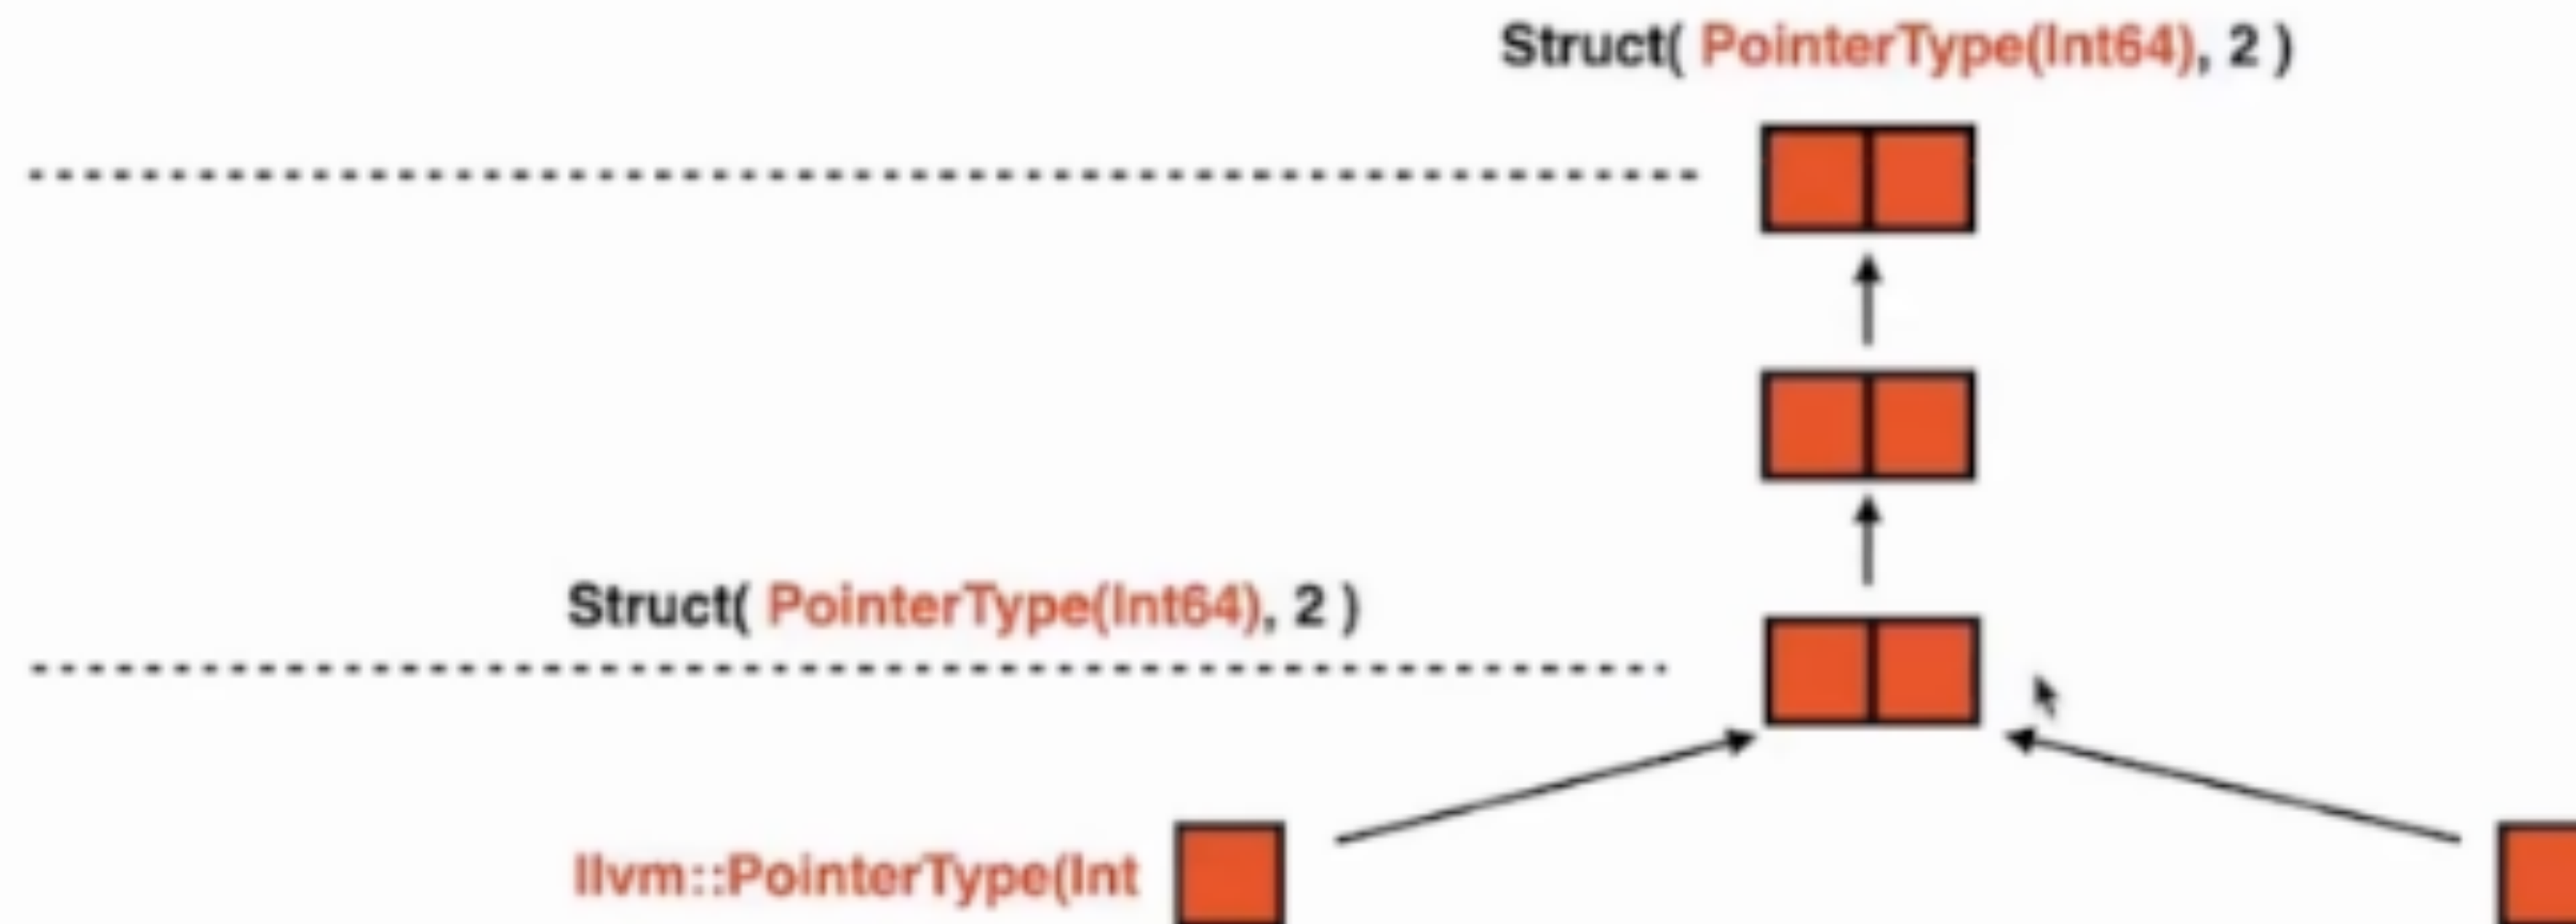 Struct( PointerType(Int64), 2 )
Struct( PointerType(Int64), 2 )
llvm::PointerType(Int